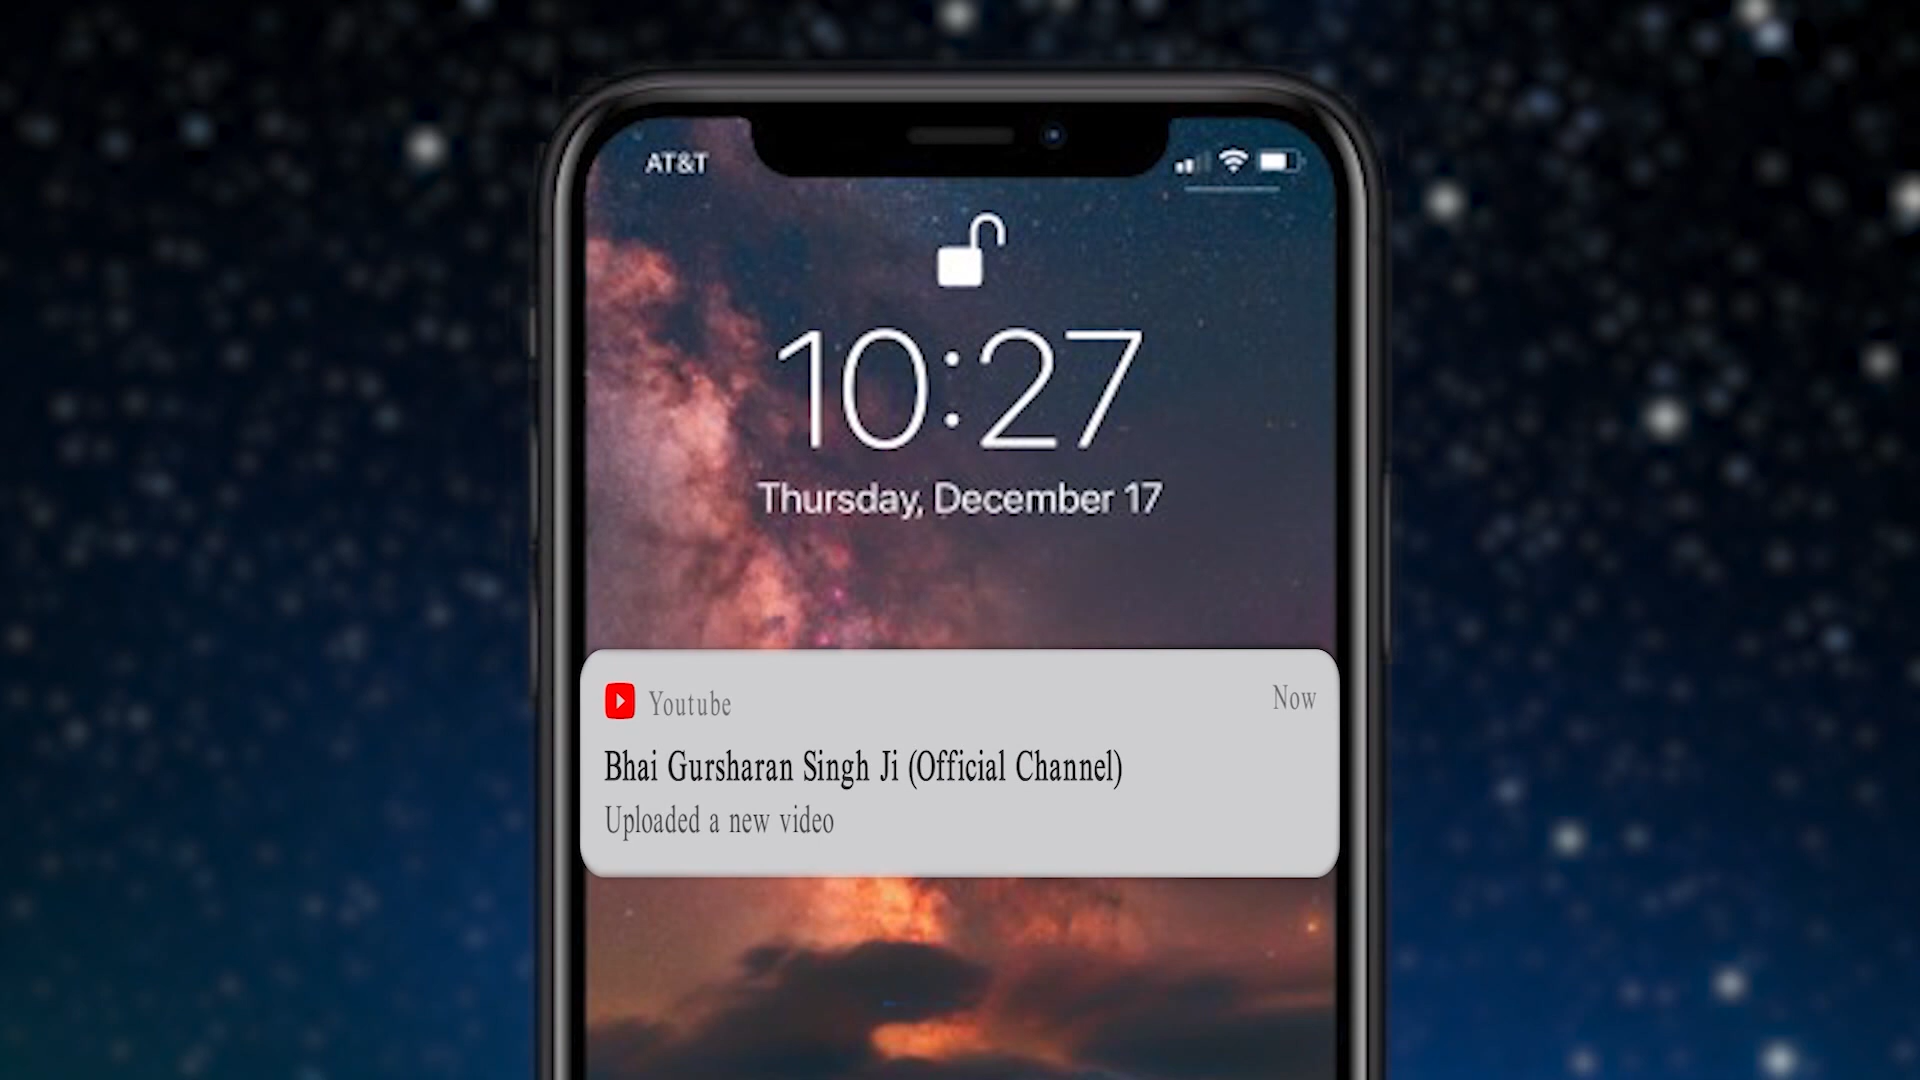 AT&T
10:27
Thursday, December 17
Youtube
Now
Bhai Gursharan Singh Ji (Official Channel)
Uploaded a new video